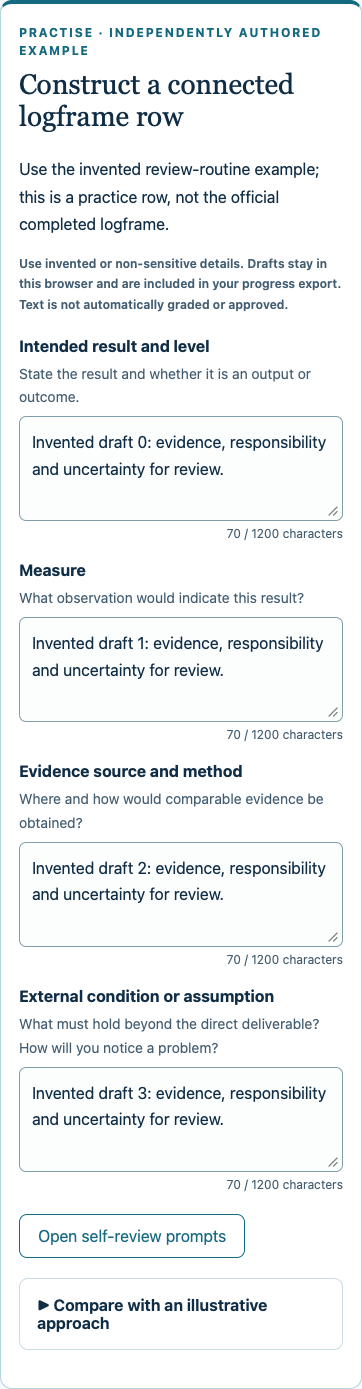 PRACTISE · INDEPENDENTLY AUTHORED
EXAMPLE
Construct a connected
logframe row
Use the invented review-routine example;
this is a practice row, not the official
completed logframe.
Use invented or non-sensitive details. Drafts stay in
this browser and are included in your progress export.
Text is not automatically graded or approved.
Intended result and level
State the result and whether it is an output or
outcome.
Invented draft 0: evidence, responsibility
and uncertainty for review.
70 / 1200 characters
Measure
What observation would indicate this result?
Invented draft 1: evidence, responsibility
and uncertainty for review.
70 / 1200 characters
Evidence source and method
Where and how would comparable evidence be
obtained?
Invented draft 2: evidence, responsibility
and uncertainty for review.
70 / 1200 characters
External condition or assumption
What must hold beyond the direct deliverable?
How will you notice a problem?
Invented draft 3: evidence, responsibility
and uncertainty for review.
70 / 1200 characters
Open self-review prompts
Compare with an illustrative
approach